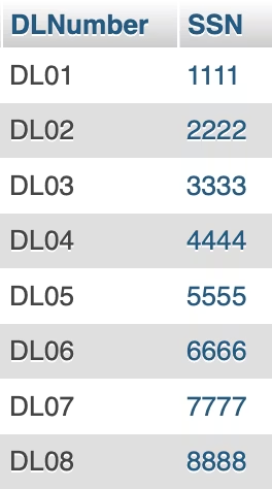 DLNumber SSN
DL01 1111
DL02 2222
DL03 3333
DL04 4444
DL05 5555
DL06 6666
DL07 7777
DL08 8888